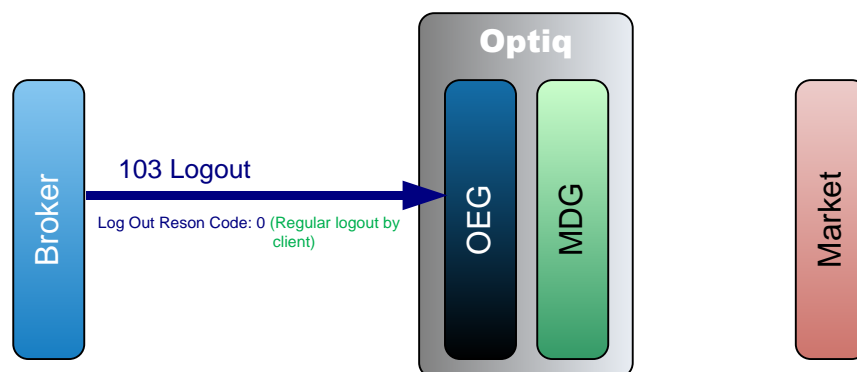 Optiq
Broker
103 Logout
Log Out Reson Code: 0 (Regular logout by
client)
OEG
MDG
Market